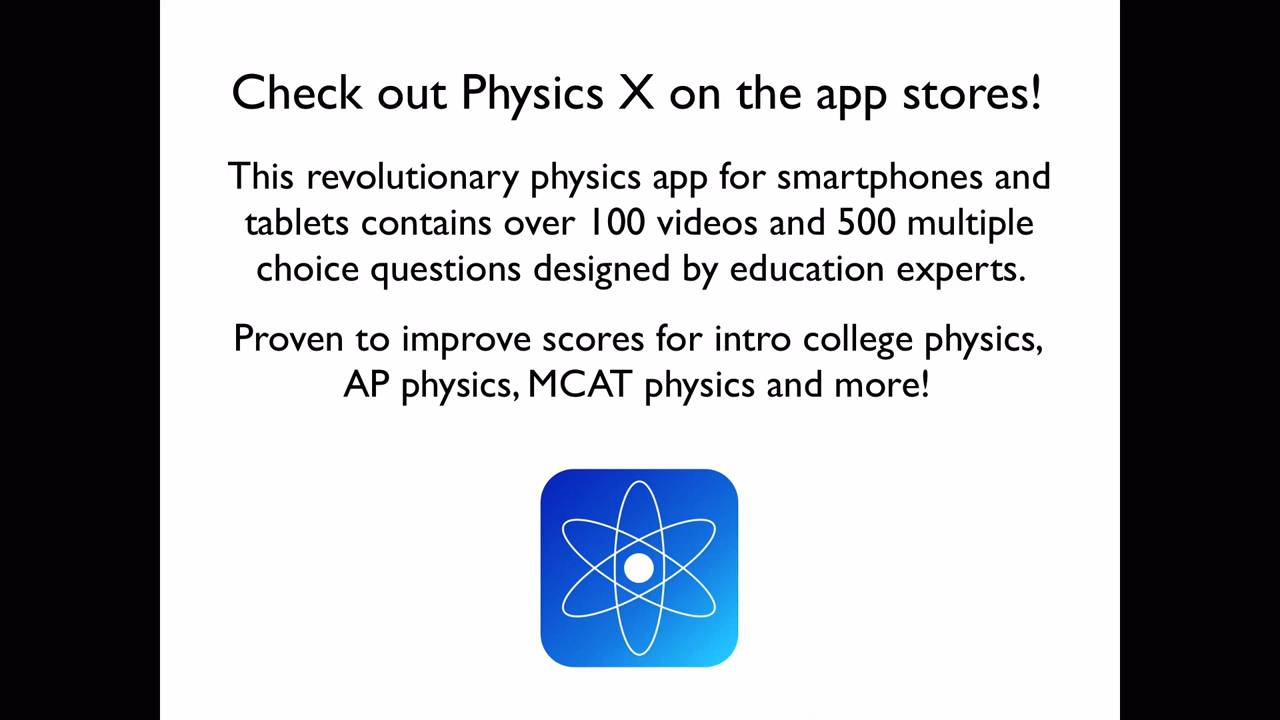 Check out Physics X on the app stores!
This revolutionary physics app for smartphones and
tablets contains over 100 videos and 500 multiple
choice questions designed by education experts.
Proven to improve scores for intro college physics,
AP physics, MCAT physics and more!